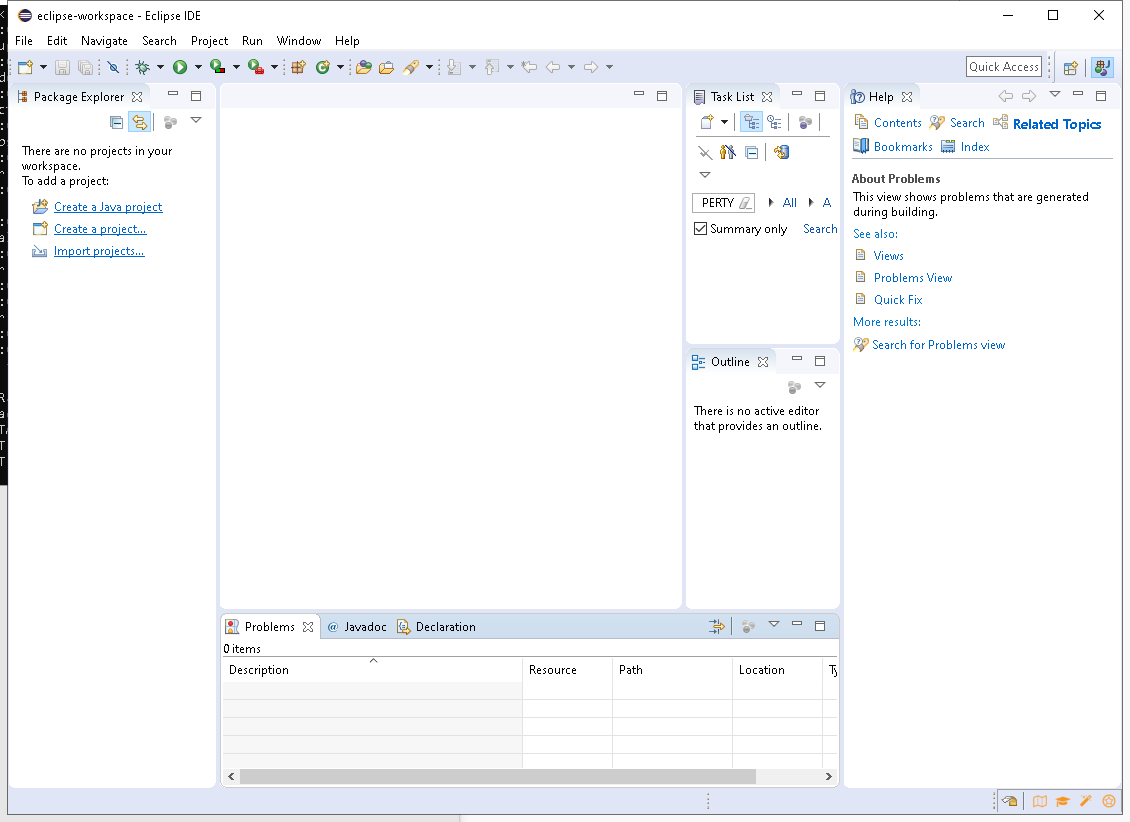 eclipse-workspace - Eclipse IDE
File Edit Navigate Search Project Run Window Help
Quick Access
Package Explorer
There are no projects in your
workspace.
To add a project:
Create a Java project
Create a project...
Import projects...
Task List
PERTY All A
Summary only Search
Outline
There is no active editor
that provides an outline.
Help
Contents Search Related Topics
Bookmarks Index
About Problems
This view shows problems that are generated
during building.
See also:
Views
Problems View
Quick Fix
More results:
Search for Problems view
Problems @ Javadoc Declaration
0 items
Description Resource Path Location Ty